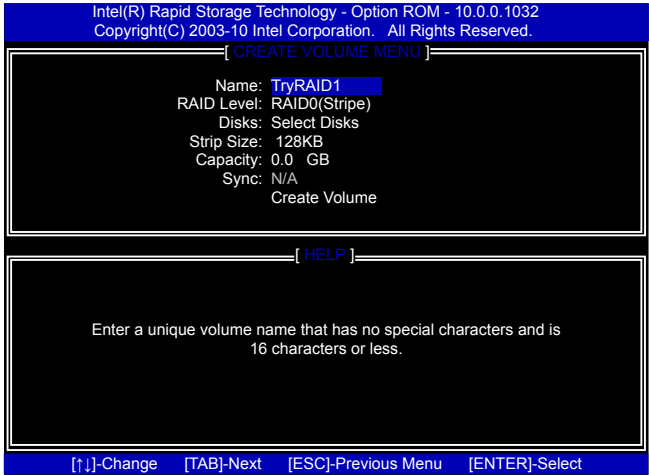 Intel(R) Rapid Storage Technology - Option ROM - 10.0.0.1032
Copyright(C) 2003-10 Intel Corporation. All Rights Reserved.
[ CREATE VOLUME MENU ]
Name: TryRAID1
RAID Level: RAID0(Stripe)
Disks: Select Disks
Strip Size: 128KB
Capacity: 0.0 GB
Sync: N/A
Create Volume
[ HELP ]
Enter a unique volume name that has no special characters and is
16 characters or less.
[↑↓]-Change [TAB]-Next [ESC]-Previous Menu [ENTER]-Select